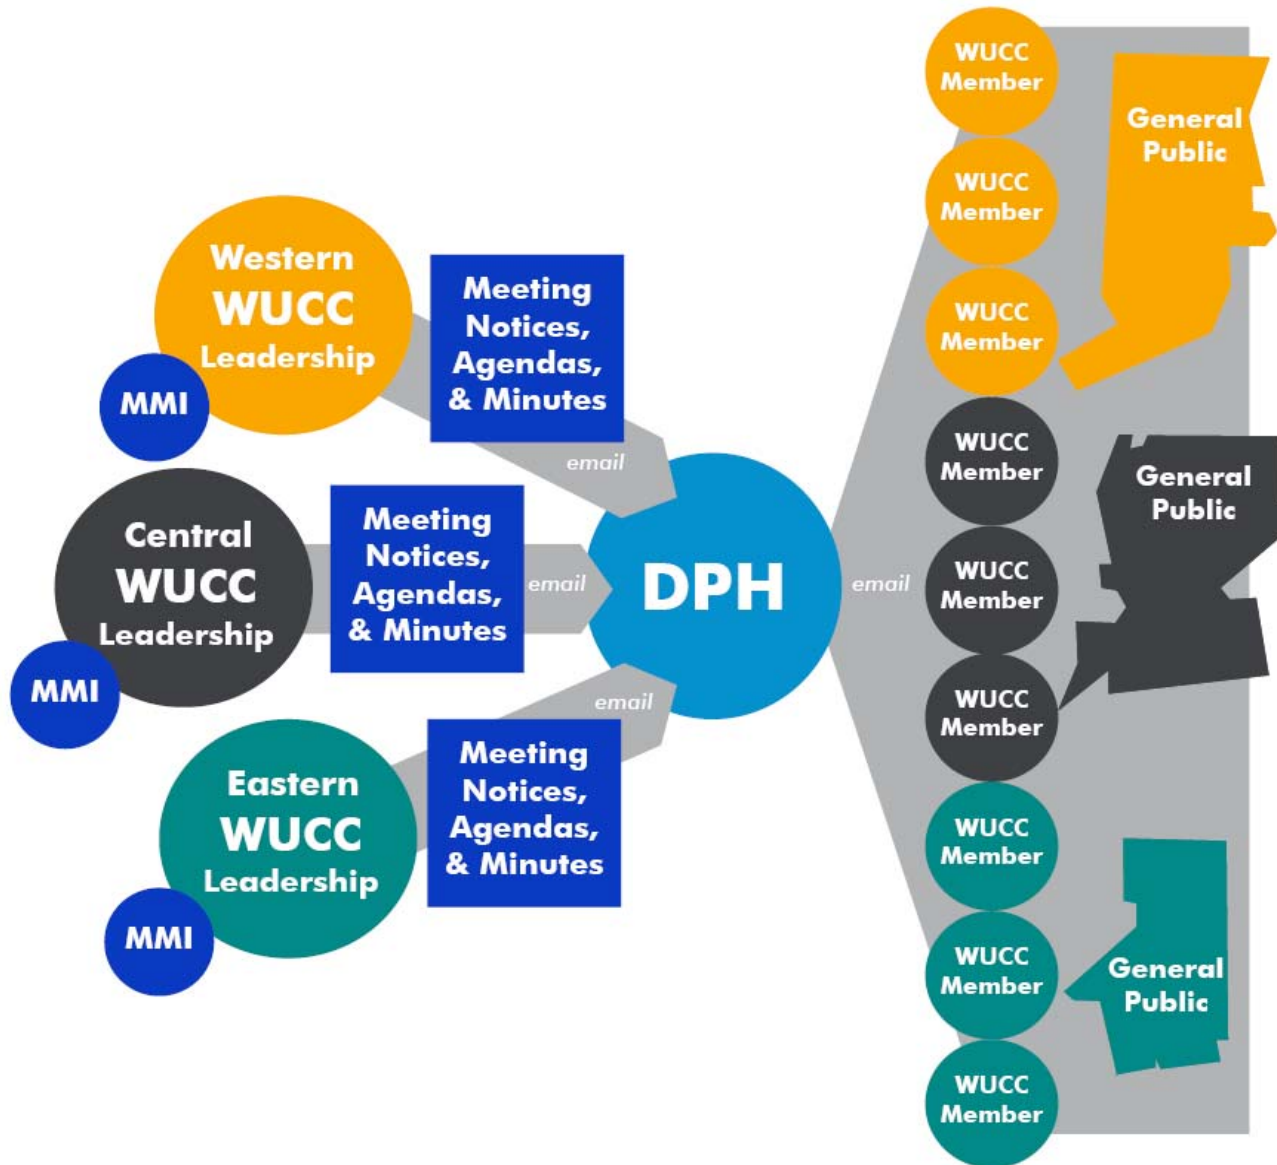 Western
WUCC
Leadership
MMI
Meeting
Notices,
Agendas,
& Minutes
email
Central
WUCC
Leadership
MMI
Meeting
Notices,
Agendas,
& Minutes
email
Eastern
WUCC
Leadership
MMI
Meeting
Notices,
Agendas,
& Minutes
email
DPH
email
WUCC
Member
WUCC
Member
WUCC
Member
WUCC
Member
WUCC
Member
WUCC
Member
WUCC
Member
WUCC
Member
WUCC
Member
General
Public
General
Public
General
Public